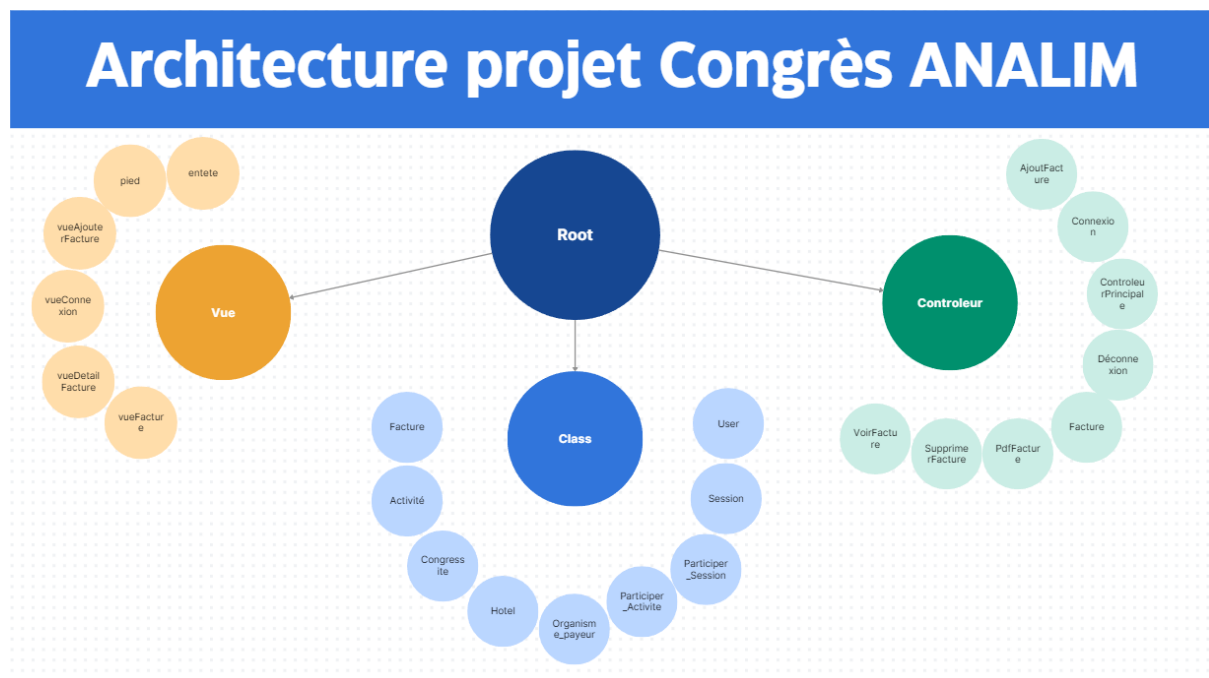 Architecture projet Congrès ANALIM
entete
pied
vueAjoute
rFacture
vueConne
xion
vueDetail
Facture
vueFactur
e
Vue
Root
Class
Facture
Activité
Congress
ite
Hotel
Organism
e_payeur
Participer
_Activite
Participer
_Session
Session
User
Controleur
AjoutFact
ure
Connexio
n
Controleu
rPrincipal
e
Déconne
xion
Facture
PdfFactur
e
Supprime
rFacture
VoirFactu
re